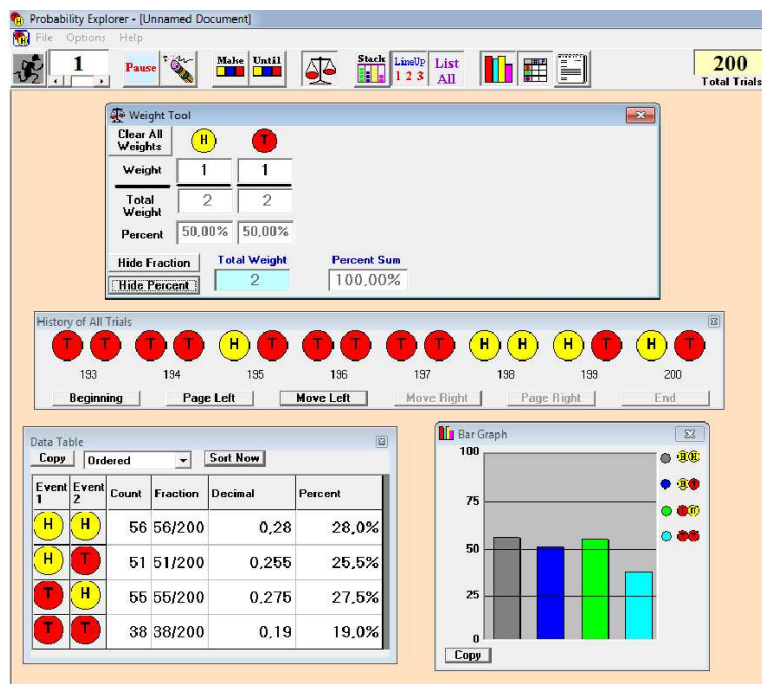 Probability Explorer - [Unnamed Document]
File Options Help
1 Pause Make Until Stack LineUp 1 2 3 List All 200 Total Trials
Weight Tool
Clear All Weights H T
Weight 1 1
Total Weight 2 2
Percent 50,00% 50,00%
Hide Fraction Total Weight Percent Sum
Hide Percent 2 100,00%
History of All Trials
T T T T H T T T T T H H H T H T
193 194 195 196 197 198 199 200
Beginning Page Left Move Left Move Right Page Right End
Data Table
Copy Ordered Sort Now
Event 1 Event 2 Count Fraction Decimal Percent
H H 56 56/200 0,28 28,0%
H T 51 51/200 0,255 25,5%
T H 55 55/200 0,275 27,5%
T T 38 38/200 0,19 19,0%
Bar Graph
100
75
50
25
0
H H
H T
T H
T T
Copy